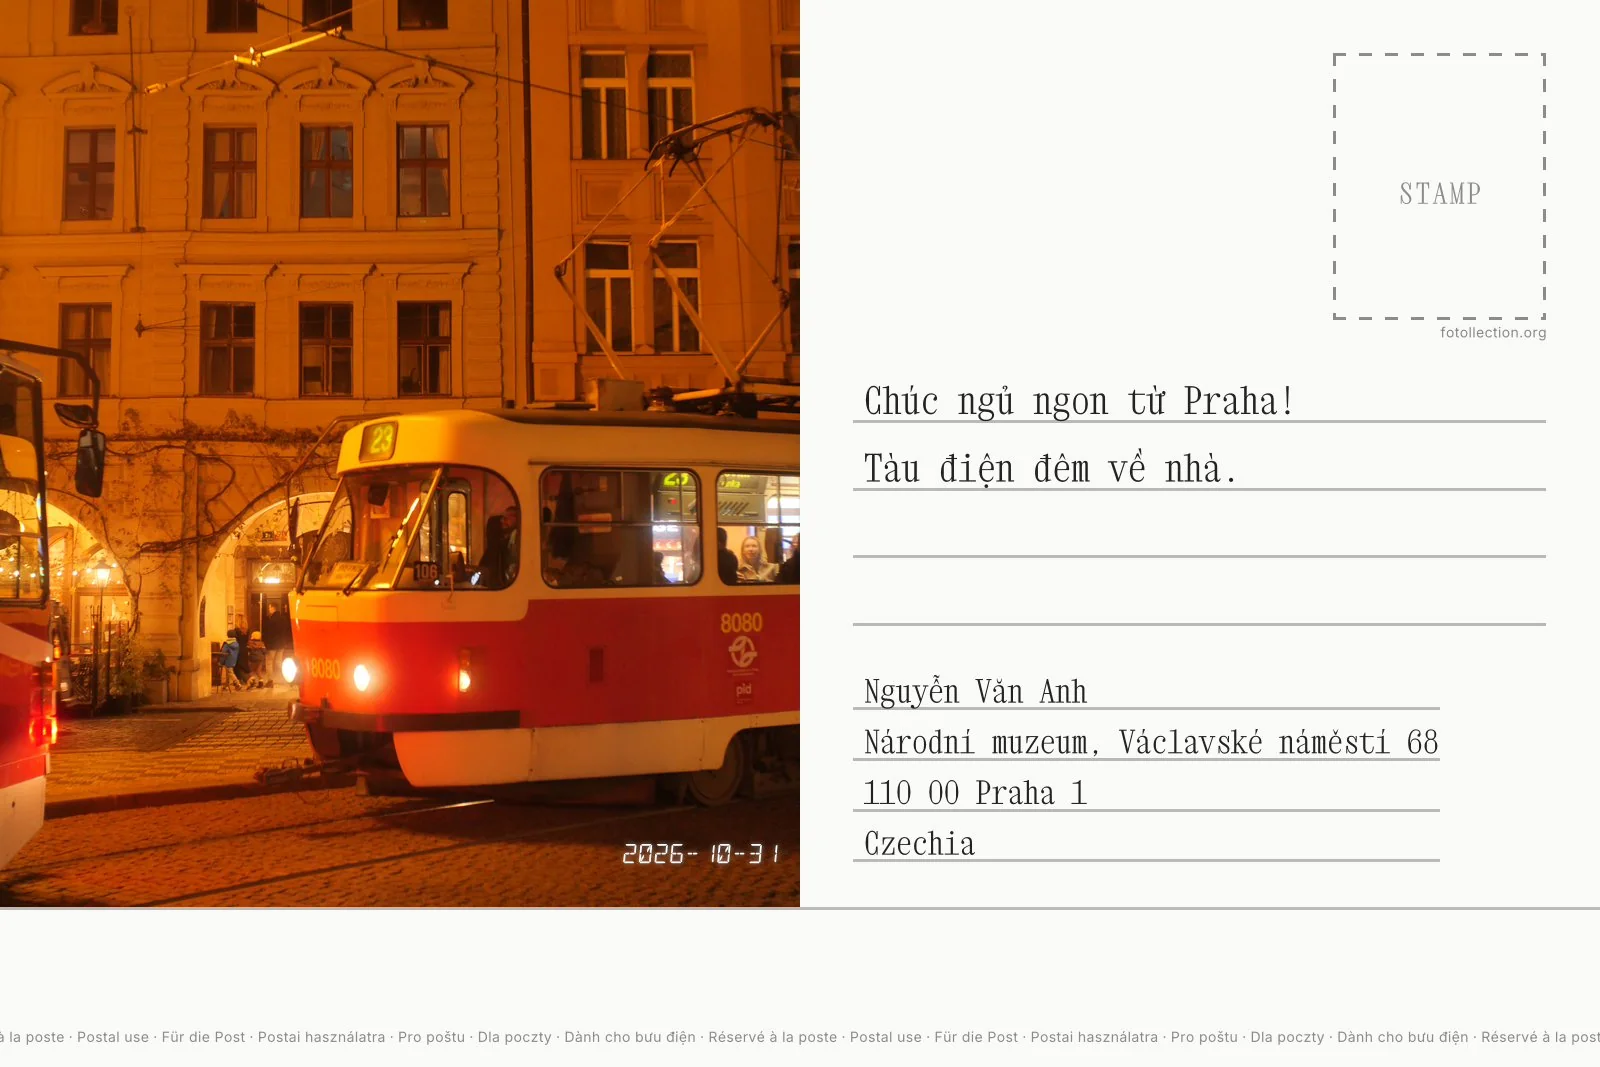 23
23
106
8080
8080
pid
2026-10-31
STAMP
fotollection.org
Chúc ngủ ngon từ Praha!
Tàu điện đêm về nhà.
Nguyễn Văn Anh
Národní muzeum, Václavské náměstí 68
110 00 Praha 1
Czechia
à la poste · Postal use · Für die Post · Postai használatra · Pro poštu · Dla poczty · Dành cho bưu điện · Réservé à la poste · Postal use · Für die Post · Postai használatra · Pro poštu · Dla poczty · Dành cho bưu điện · Réservé à la post